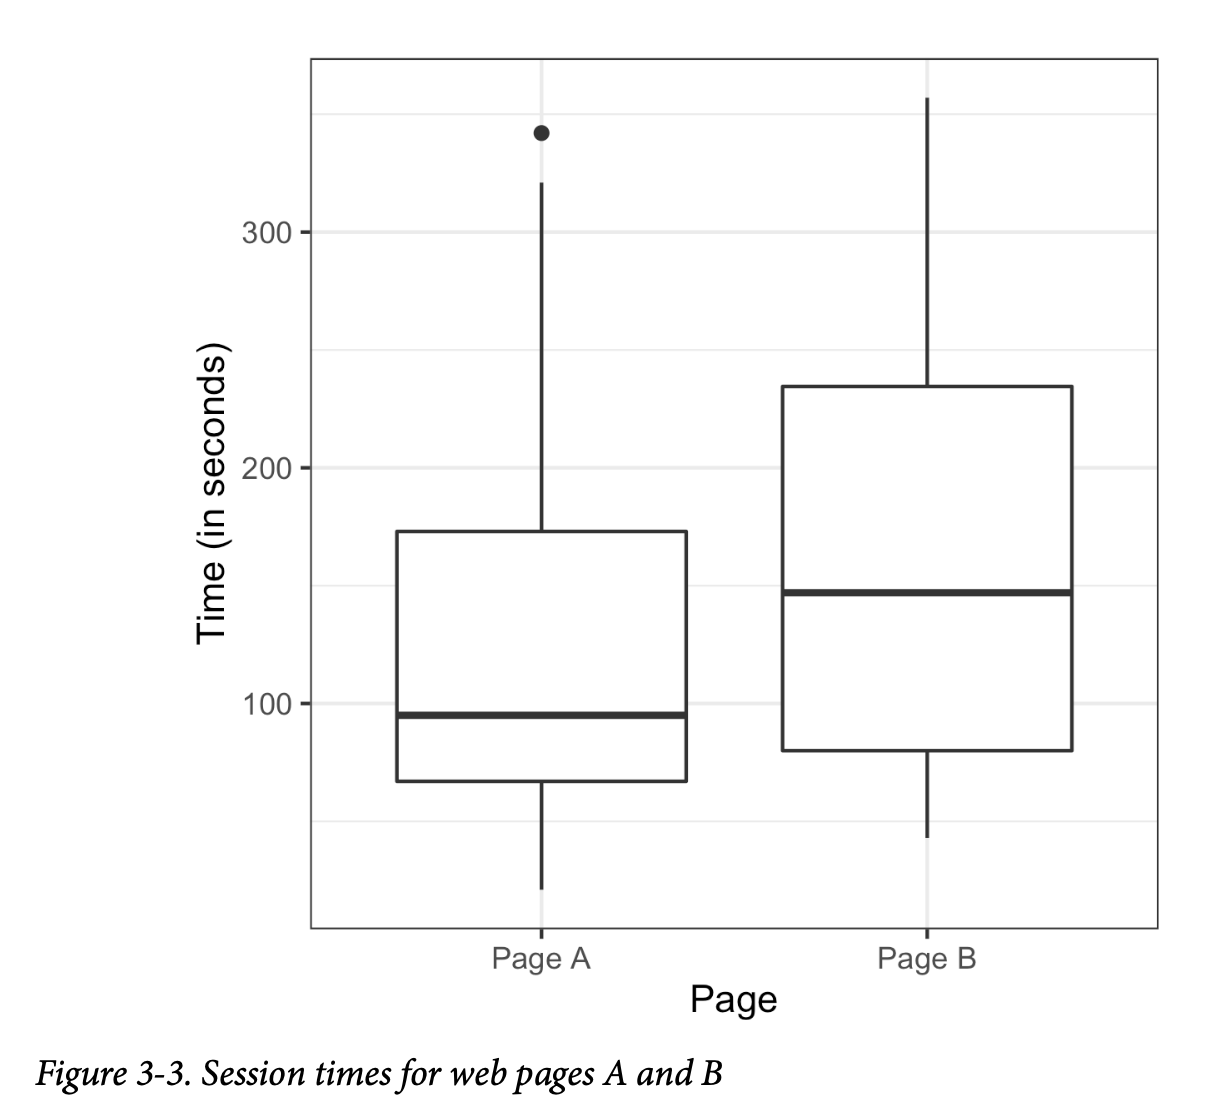 Time (in seconds)
300
200
100
Page A
Page B
Page
Figure 3-3. Session times for web pages A and B